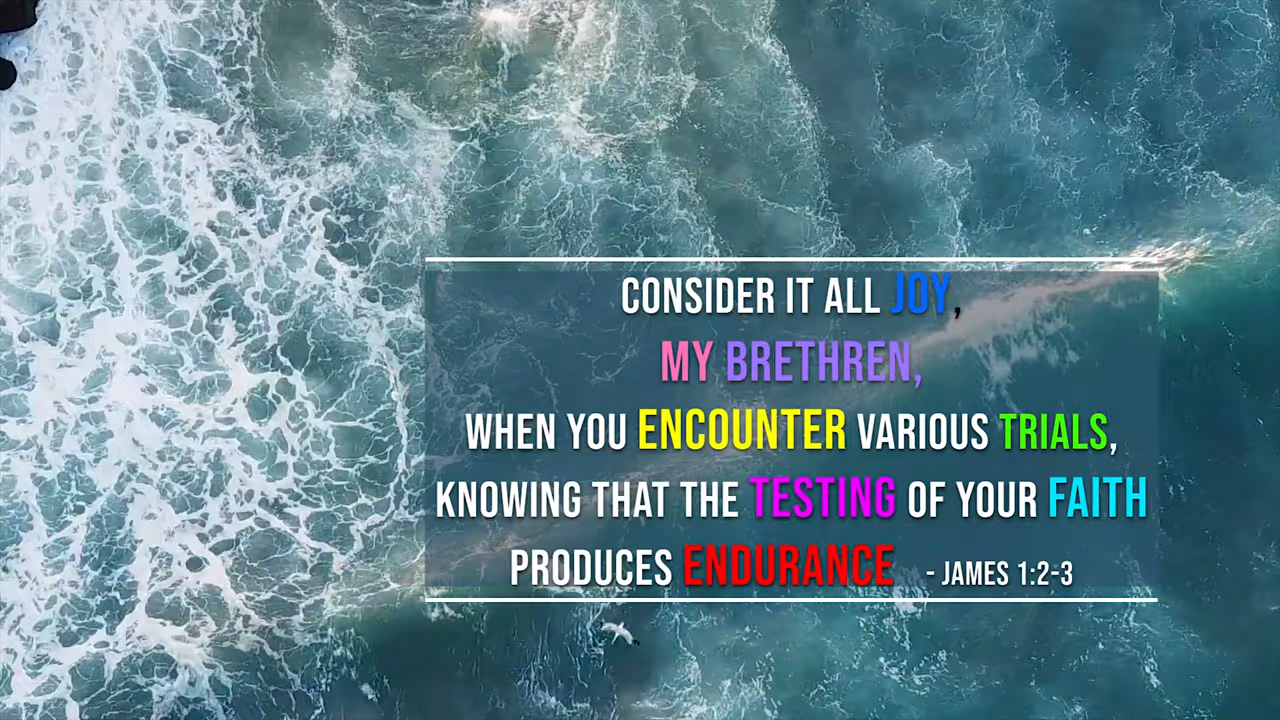 CONSIDER IT ALL JOY,
MY BRETHREN,
WHEN YOU ENCOUNTER VARIOUS TRIALS,
KNOWING THAT THE TESTING OF YOUR FAITH
PRODUCES ENDURANCE - JAMES 1:2-3